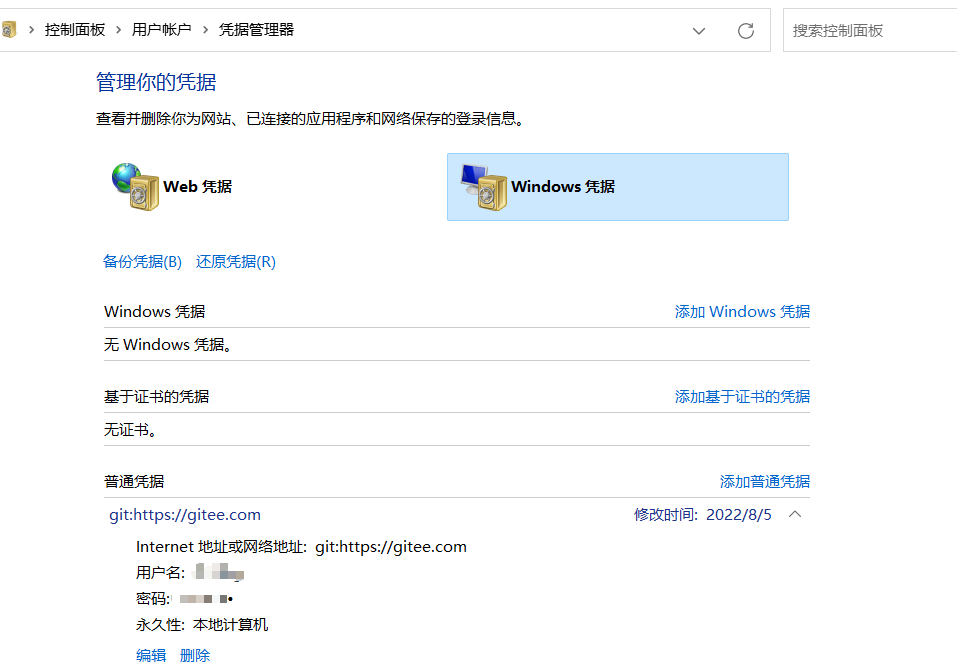 控制面板 › 用户帐户 › 凭据管理器
搜索控制面板
管理你的凭据
查看并删除你为网站、已连接的应用程序和网络保存的登录信息。
Web 凭据
Windows 凭据
备份凭据(B) 还原凭据(R)
Windows 凭据 添加 Windows 凭据
无 Windows 凭据。
基于证书的凭据 添加基于证书的凭据
无证书。
普通凭据 添加普通凭据
git:https://gitee.com 修改时间: 2022/8/5
Internet 地址或网络地址: git:https://gitee.com
用户名:
密码:
永久性: 本地计算机
编辑 删除